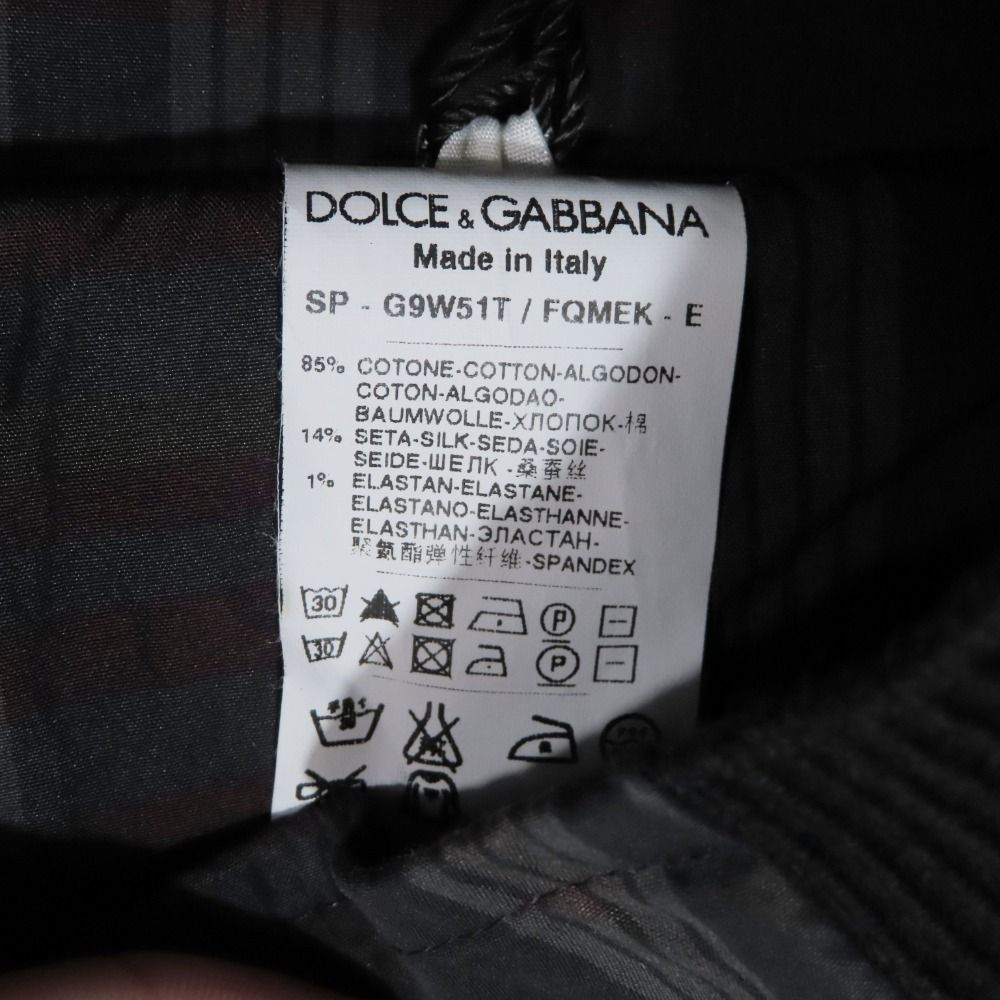 DOLCE & GABBANA
Made in Italy
SP - G9W51T / FQMEK - E
85% COTONE-COTTON-ALGODON-
COTON-ALGODAO-
BAUMWOLLE-ХЛОПОК-棉
14% SETA-SILK-SEDA-SOIE-
SEIDE-ШЕЛК -桑蚕丝
1% ELASTAN-ELASTANE-
ELASTANO-ELASTHANNE-
ELASTHAN-ЭЛАСТАН-
聚氨酯弹性纤维-SPANDEX
30 P
30 P